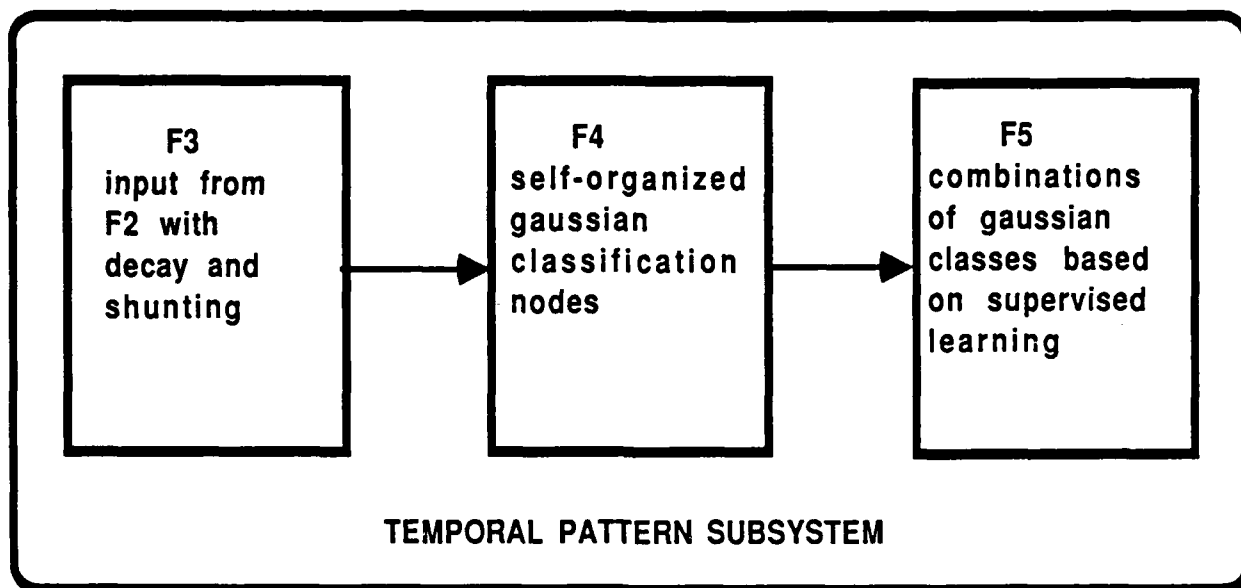 F3
input from
F2 with
decay and
shunting
F4
self-organized
gaussian
classification
nodes
F5
combinations
of gaussian
classes based
on supervised
learning
TEMPORAL PATTERN SUBSYSTEM